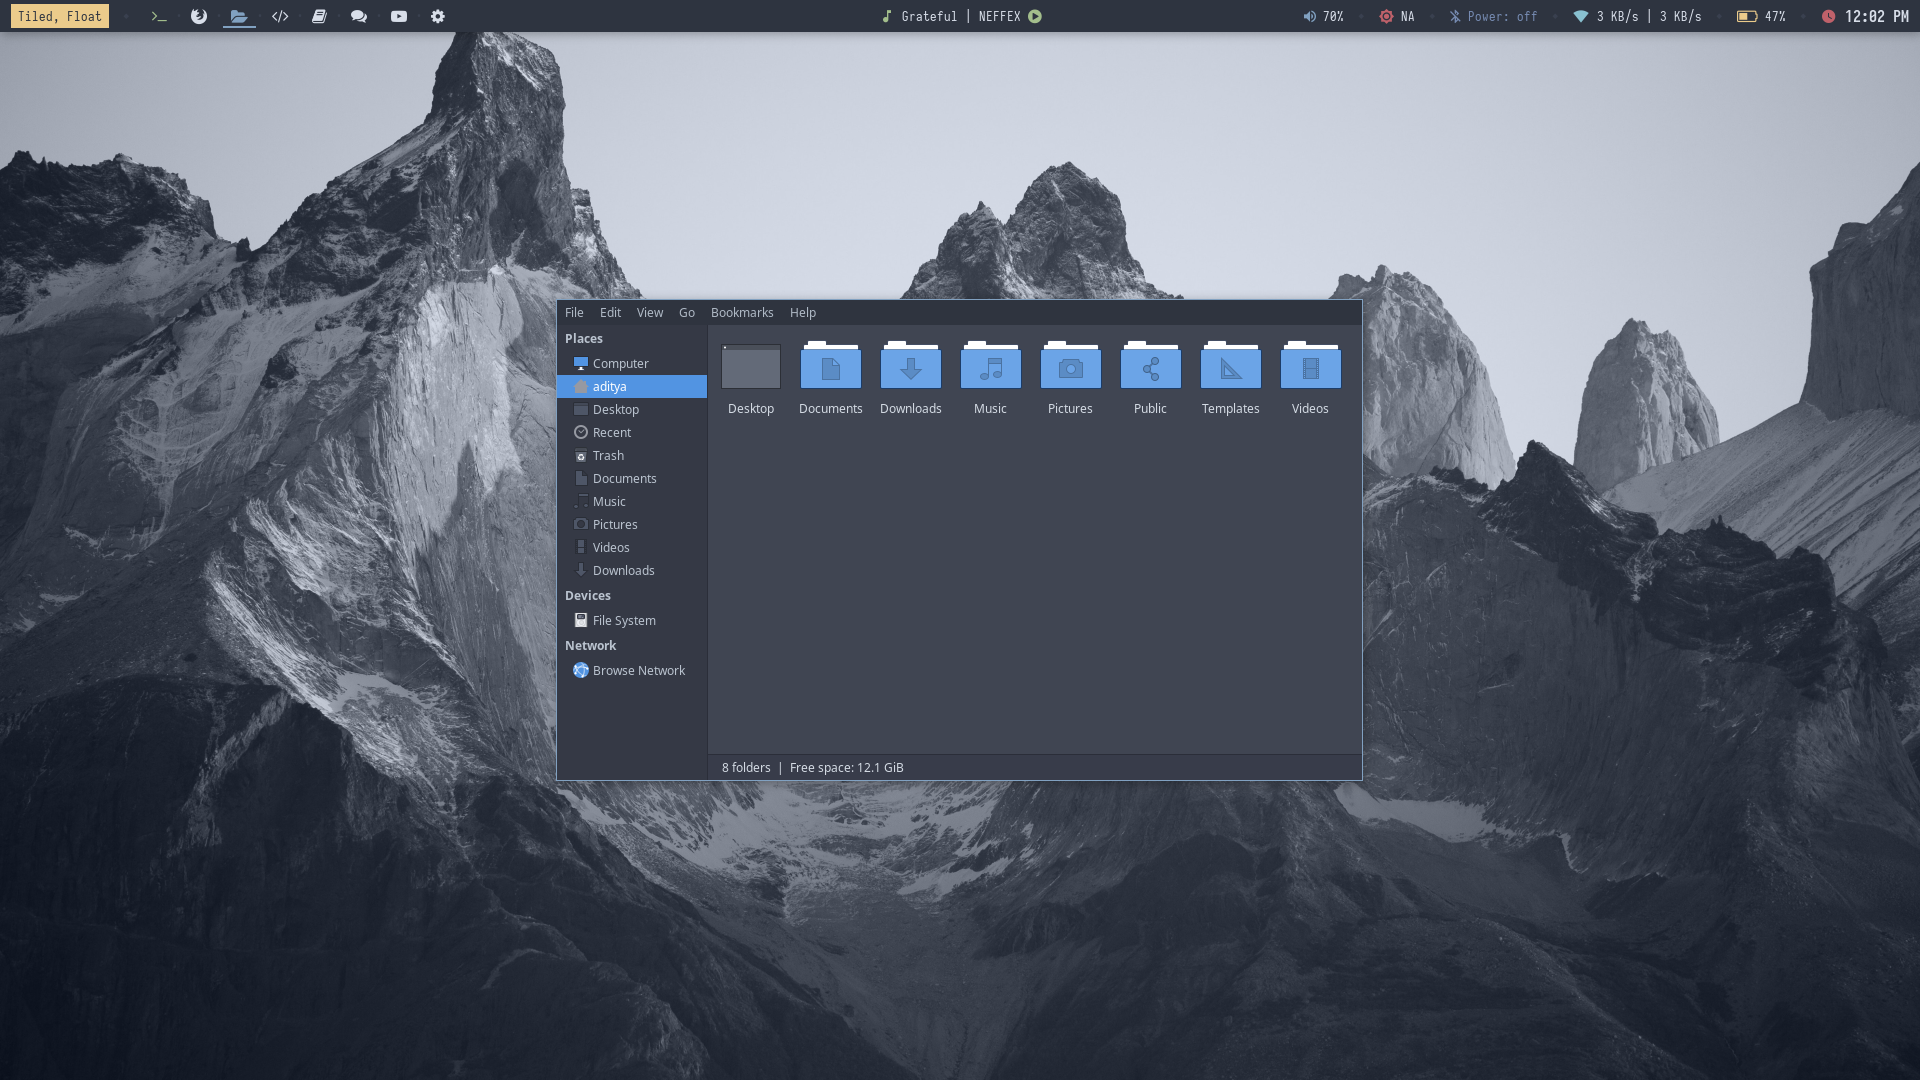 Tiled, Float
Grateful | NEFFEX
70%
NA
Power: off
3 KB/s | 3 KB/s
47%
12:02 PM
File Edit View Go Bookmarks Help
Places
Computer
aditya
Desktop
Recent
Trash
Documents
Music
Pictures
Videos
Downloads
Devices
File System
Network
Browse Network
Desktop Documents Downloads Music Pictures Public Templates Videos
8 folders | Free space: 12.1 GiB